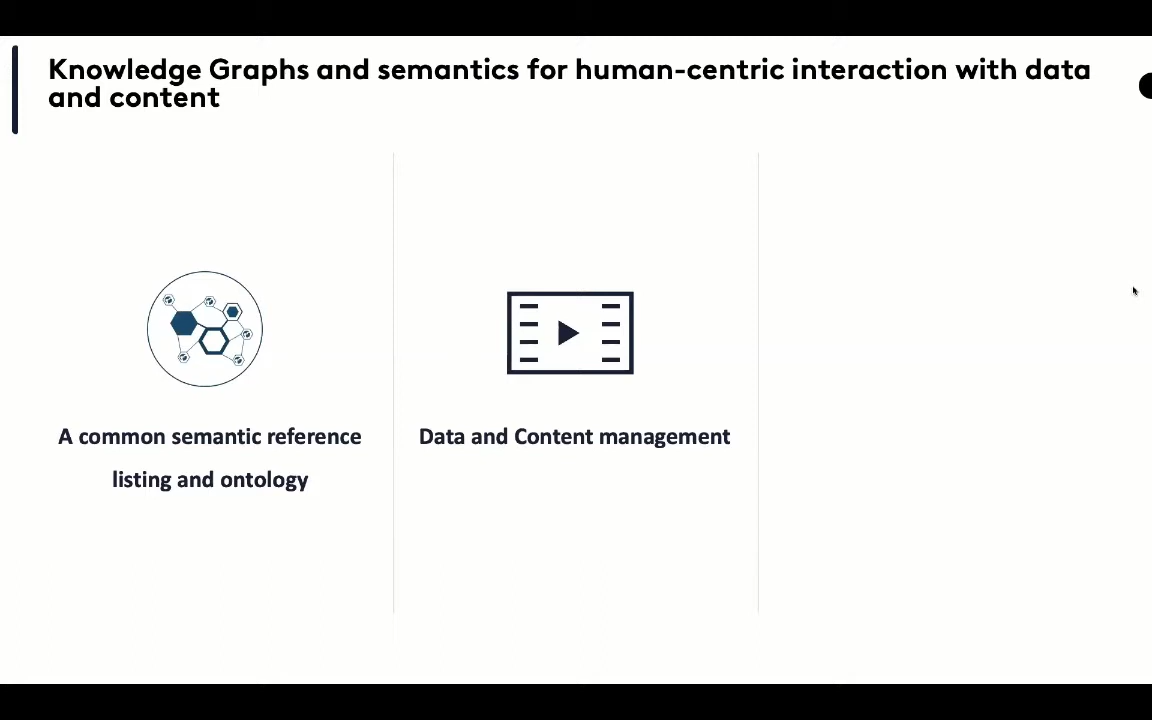 Knowledge Graphs and semantics for human-centric interaction with data
and content
A common semantic reference
listing and ontology
Data and Content management